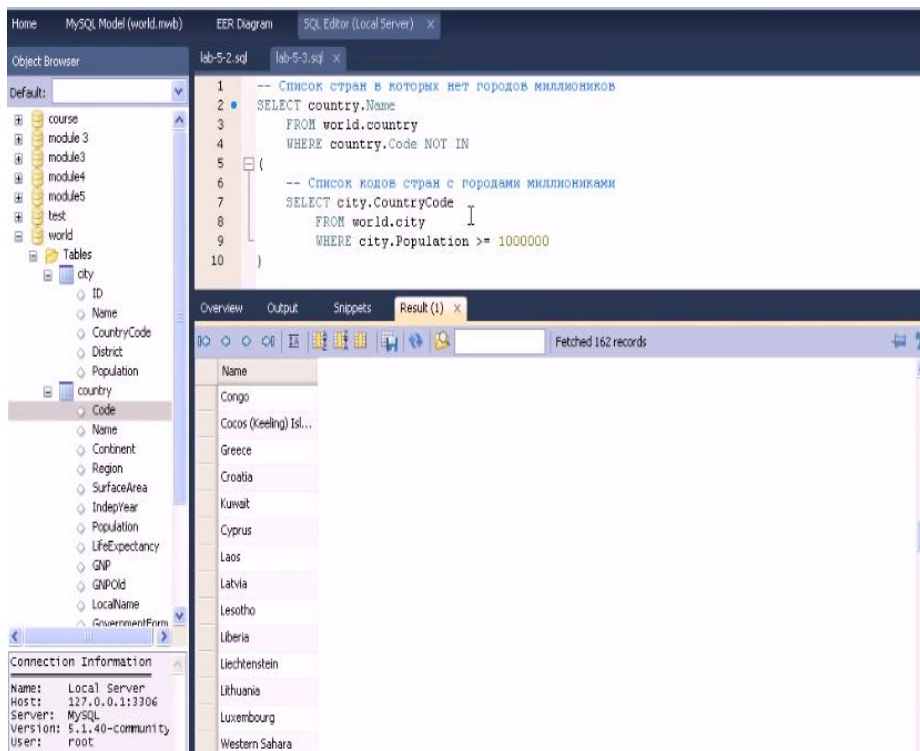 Home MySQL Model (world.mwb) EER Diagram SQL Editor (Local Server) X
Object Browser
Default:
course
module 3
module3
module4
module5
test
world
Tables
city
ID
Name
CountryCode
District
Population
country
Code
Name
Continent
Region
SurfaceArea
IndepYear
Population
LifeExpectancy
GNP
GNPOld
LocalName
GovernmentForm
Connection Information
Name: Local Server
Host: 127.0.0.1:3306
Server: MySQL
Version: 5.1.40-community
User: root
lab-5-2.sql lab-5-3.sql X
1 -- Список стран в которых нет городов миллиоников
2 SELECT country.Name
3 FROM world.country
4 WHERE country.Code NOT IN
5 (
6 -- Список кодов стран с городами миллиониками
7 SELECT city.CountryCode
8 FROM world.city
9 WHERE city.Population >= 1000000
10 )
Overview Output Snippets Result (1) X
Fetched 162 records
Name
Congo
Cocos (Keeling) Isl...
Greece
Croatia
Kuwait
Cyprus
Laos
Latvia
Lesotho
Liberia
Liechtenstein
Lithuania
Luxembourg
Western Sahara